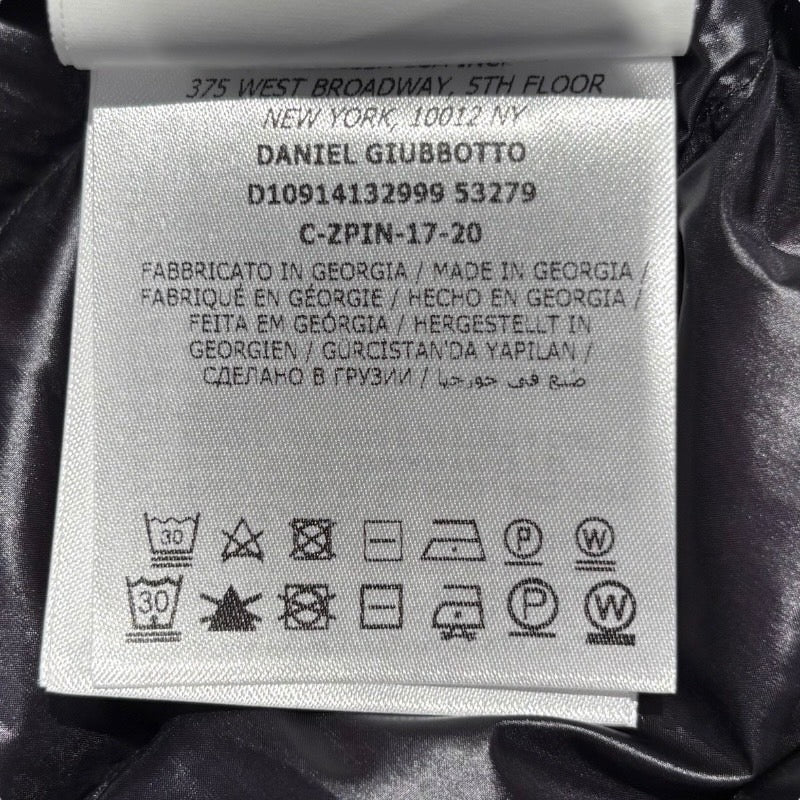 375 WEST BROADWAY, 5TH FLOOR
NEW YORK, 10012 NY
DANIEL GIUBBOTTO
D10914132999 53279
C-ZPIN-17-20
FABBRICATO IN GEORGIA / MADE IN GEORGIA /
FABRIQUÉ EN GÉORGIE / HECHO EN GEORGIA /
FEITA EM GEÓRGIA / HERGESTELLT IN
GEORGIEN / GÜRCISTAN'DA YAPILAN /
СДЕЛАНО В ГРУЗИИ / صنع في جورجيا
30 P W
30 P W